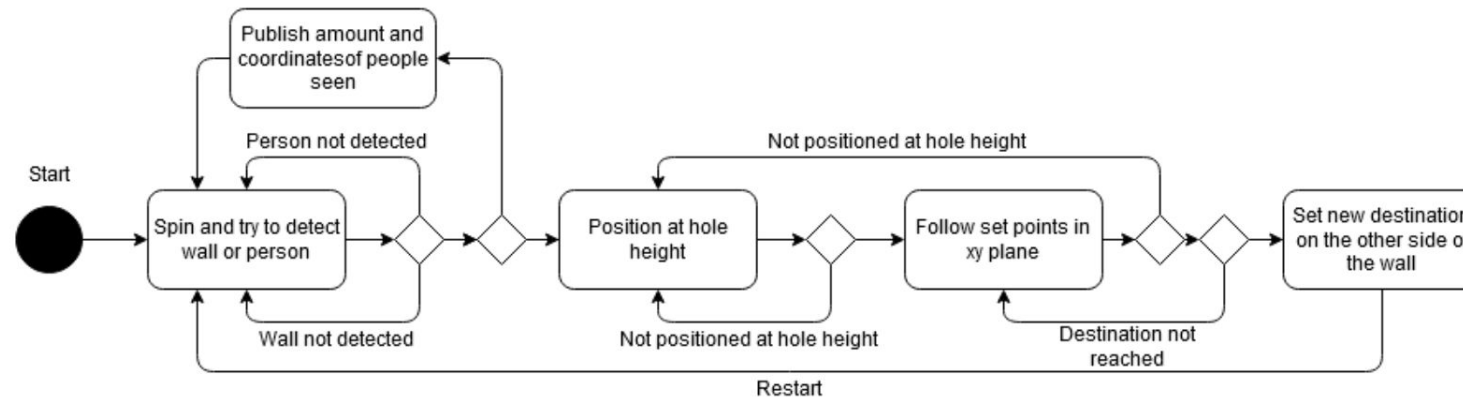 Publish amount and
coordinatesof people
seen
Person not detected
Not positioned at hole height
Start
Spin and try to detect
wall or person
Position at hole
height
Follow set points in
xy plane
Set new destination
on the other side o
the wall
Wall not detected
Not positioned at hole height
Destination not
reached
Restart